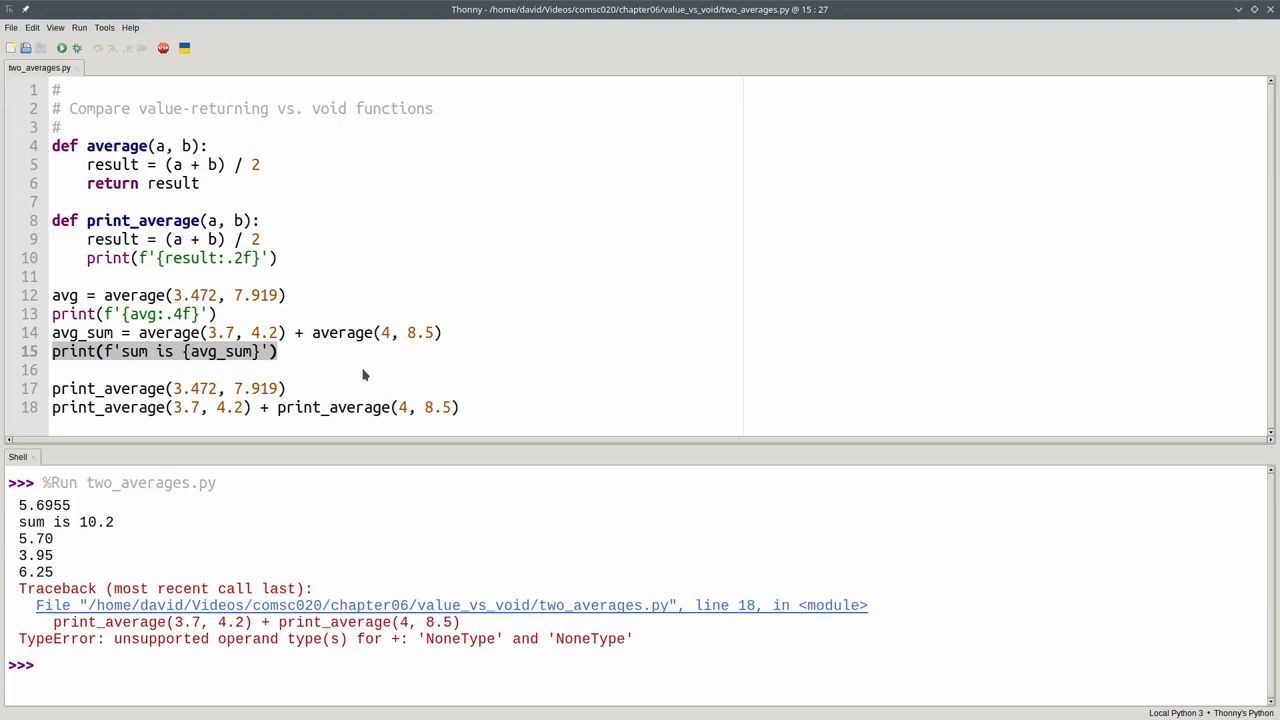 Thonny - /home/david/Videos/comsc020/chapter06/value_vs_void/two_averages.py @ 15 : 27
File Edit View Run Tools Help
STOP
two_averages.py
1 #
2 # Compare value-returning vs. void functions
3 #
4 def average(a, b):
5 result = (a + b) / 2
6 return result
7
8 def print_average(a, b):
9 result = (a + b) / 2
10 print(f'{result:.2f}')
11
12 avg = average(3.472, 7.919)
13 print(f'{avg:.4f}')
14 avg_sum = average(3.7, 4.2) + average(4, 8.5)
15 print(f'sum is {avg_sum}')
16
17 print_average(3.472, 7.919)
18 print_average(3.7, 4.2) + print_average(4, 8.5)
Shell
>>> %Run two_averages.py
5.6955
sum is 10.2
5.70
3.95
6.25
Traceback (most recent call last):
File "/home/david/Videos/comsc020/chapter06/value_vs_void/two_averages.py", line 18, in <module>
print_average(3.7, 4.2) + print_average(4, 8.5)
TypeError: unsupported operand type(s) for +: 'NoneType' and 'NoneType'
>>>
Local Python 3 • Thonny's Python